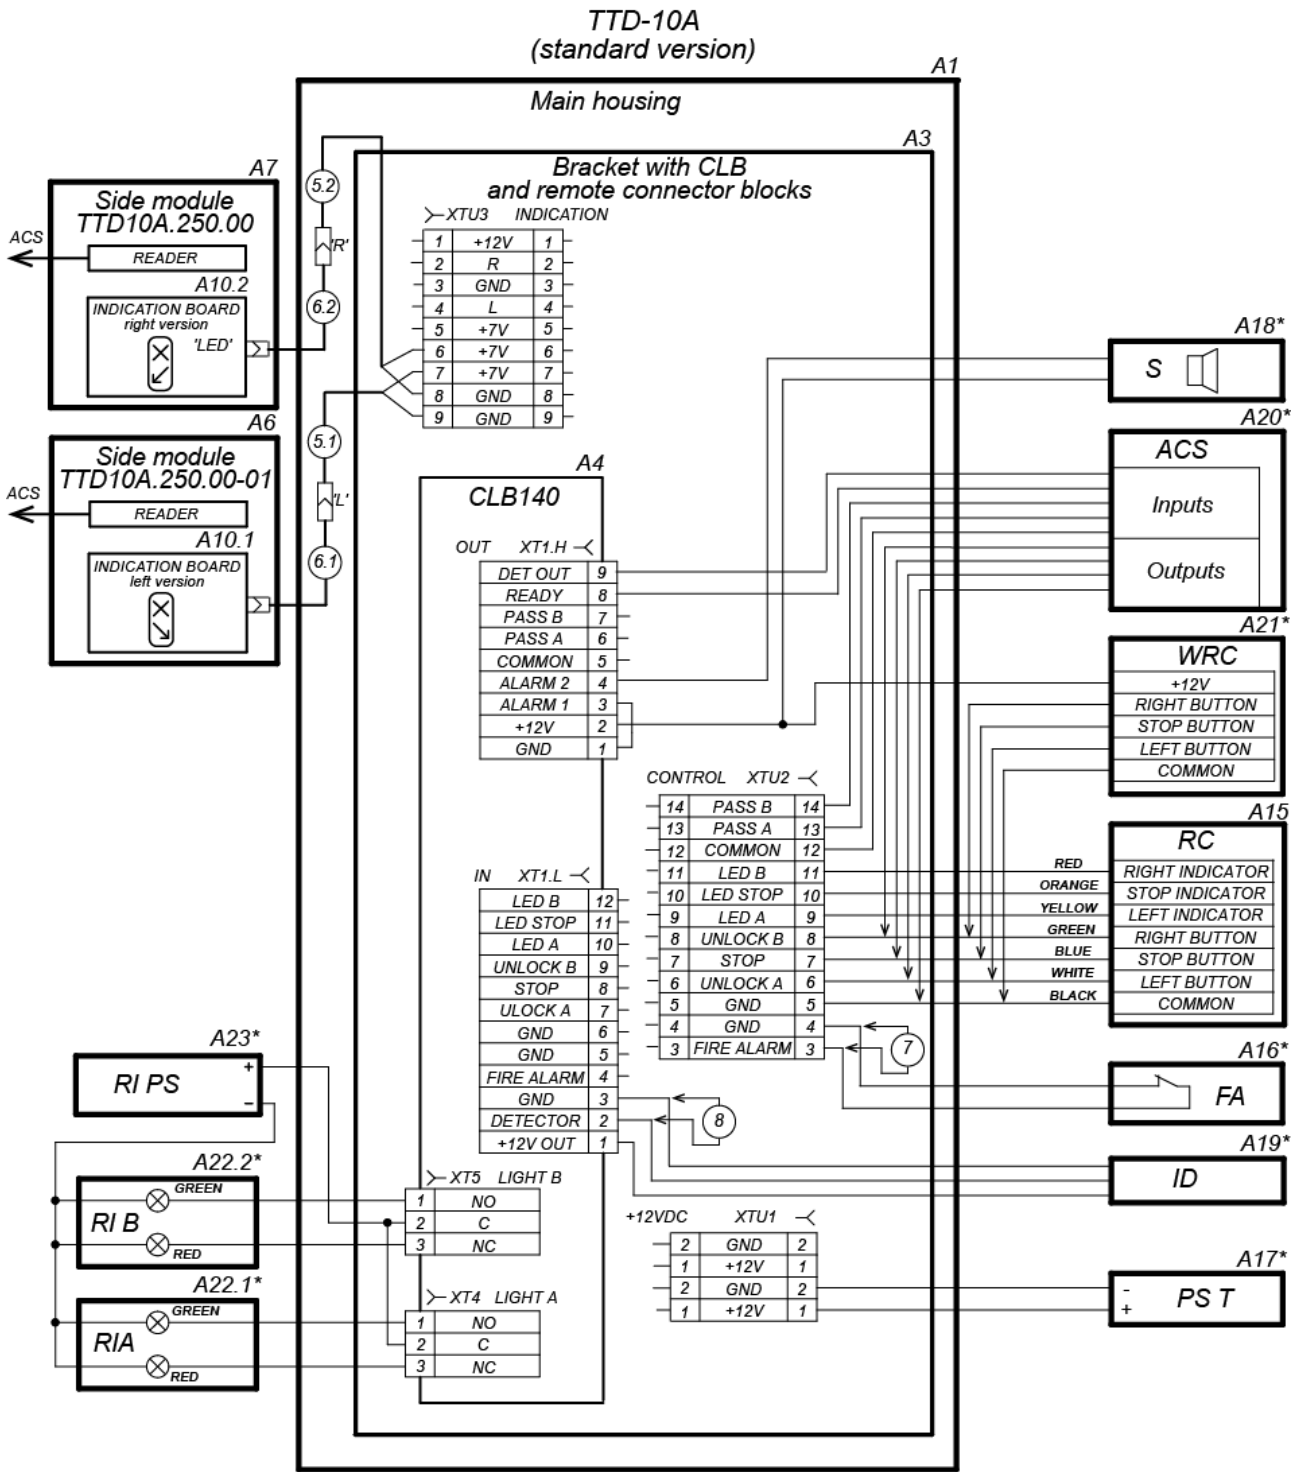 TTD-10A
(standard version)
A1
Main housing
A3
Bracket with CLB
and remote connector blocks
A7
Side module
TTD10A.250.00
ACS
READER
A10.2
INDICATION BOARD
right version
'LED'
5.2
'R'
6.2
XTU3 INDICATION
1 +12V 1
2 R 2
3 GND 3
4 L 4
5 +7V 5
6 +7V 6
7 +7V 7
8 GND 8
9 GND 9
A6
Side module
TTD10A.250.00-01
ACS
READER
A10.1
INDICATION BOARD
left version
5.1
'L'
6.1
A4
CLB140
OUT XT1.H
DET OUT 9
READY 8
PASS B 7
PASS A 6
COMMON 5
ALARM 2 4
ALARM 1 3
+12V 2
GND 1
IN XT1.L
LED B 12
LED STOP 11
LED A 10
UNLOCK B 9
STOP 8
ULOCK A 7
GND 6
GND 5
FIRE ALARM 4
GND 3
DETECTOR 2
+12V OUT 1
8
XT5 LIGHT B
1 NO
2 C
3 NC
XT4 LIGHT A
1 NO
2 C
3 NC
CONTROL XTU2
14 PASS B 14
13 PASS A 13
12 COMMON 12
11 LED B 11
10 LED STOP 10
9 LED A 9
8 UNLOCK B 8
7 STOP 7
6 UNLOCK A 6
5 GND 5
4 GND 4
3 FIRE ALARM 3
7
+12VDC XTU1
2 GND 2
1 +12V 1
2 GND 2
1 +12V 1
A23*
RI PS
+
-
A22.2*
GREEN
RI B
RED
A22.1*
GREEN
RIA
RED
A18*
S
A20*
ACS
Inputs
Outputs
A21*
WRC
+12V
RIGHT BUTTON
STOP BUTTON
LEFT BUTTON
COMMON
A15
RC
RED RIGHT INDICATOR
ORANGE STOP INDICATOR
YELLOW LEFT INDICATOR
GREEN RIGHT BUTTON
BLUE STOP BUTTON
WHITE LEFT BUTTON
BLACK COMMON
A16*
FA
A19*
ID
A17*
-
+
PS T